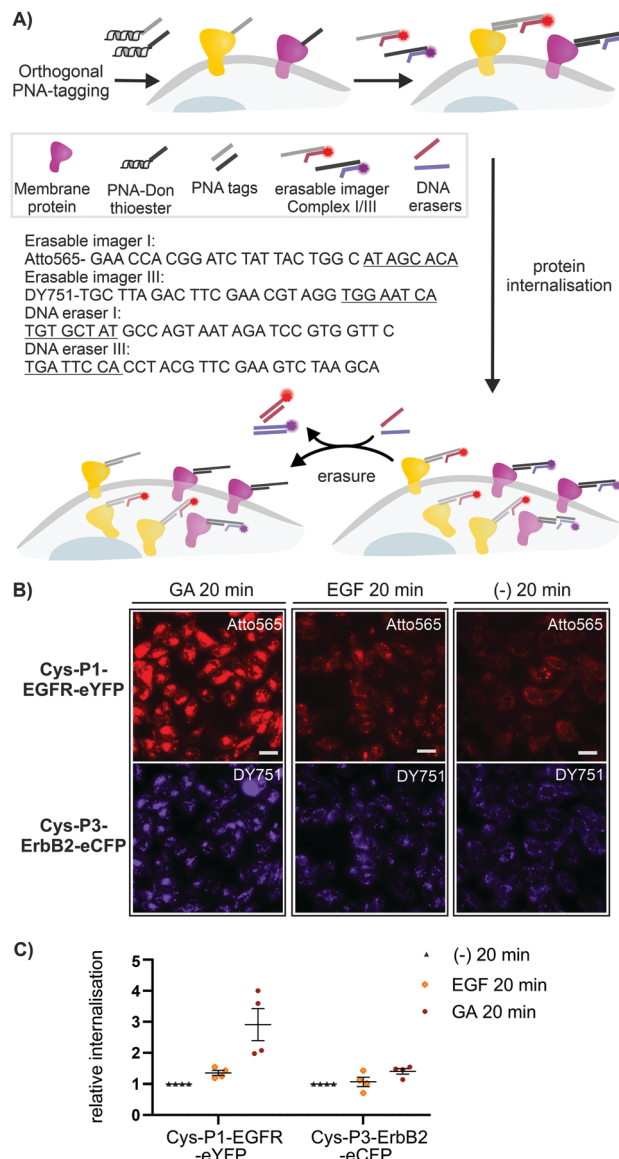 A)
Orthogonal
PNA-tagging
Membrane
protein
PNA-Don
thioester
PNA tags
erasable imager
Complex I/III
DNA
erasers
Erasable imager I:
Atto565- GAA CCA CGG ATC TAT TAC TGG C AT AGC ACA
Erasable imager III:
DY751-TGC TTA GAC TTC GAA CGT AGG TGG AAT CA
DNA eraser I:
TGT GCT AT GCC AGT AAT AGA TCC GTG GTT C
DNA eraser III:
TGA TTC CA CCT ACG TTC GAA GTC TAA GCA
protein
internalisation
erasure
B)
GA 20 min
EGF 20 min
(-) 20 min
Cys-P1-
EGFR-eYFP
Atto565
Atto565
Atto565
Cys-P3-
ErbB2-eCFP
DY751
DY751
DY751
C)
relative internalisation
5
4
3
2
1
0
(-) 20 min
EGF 20 min
GA 20 min
Cys-P1-EGFR
-eYFP
Cys-P3-ErbB2
-eCFP